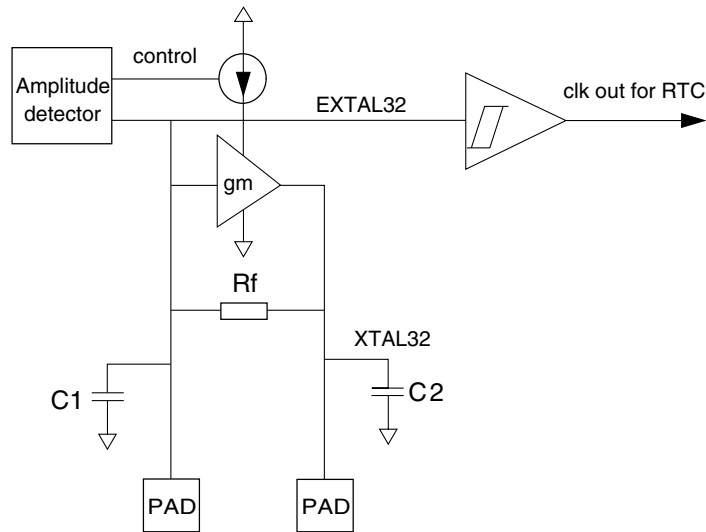 control
Amplitude
detector
EXTAL32
clk out for RTC
gm
Rf
XTAL32
C1
C2
PAD
PAD